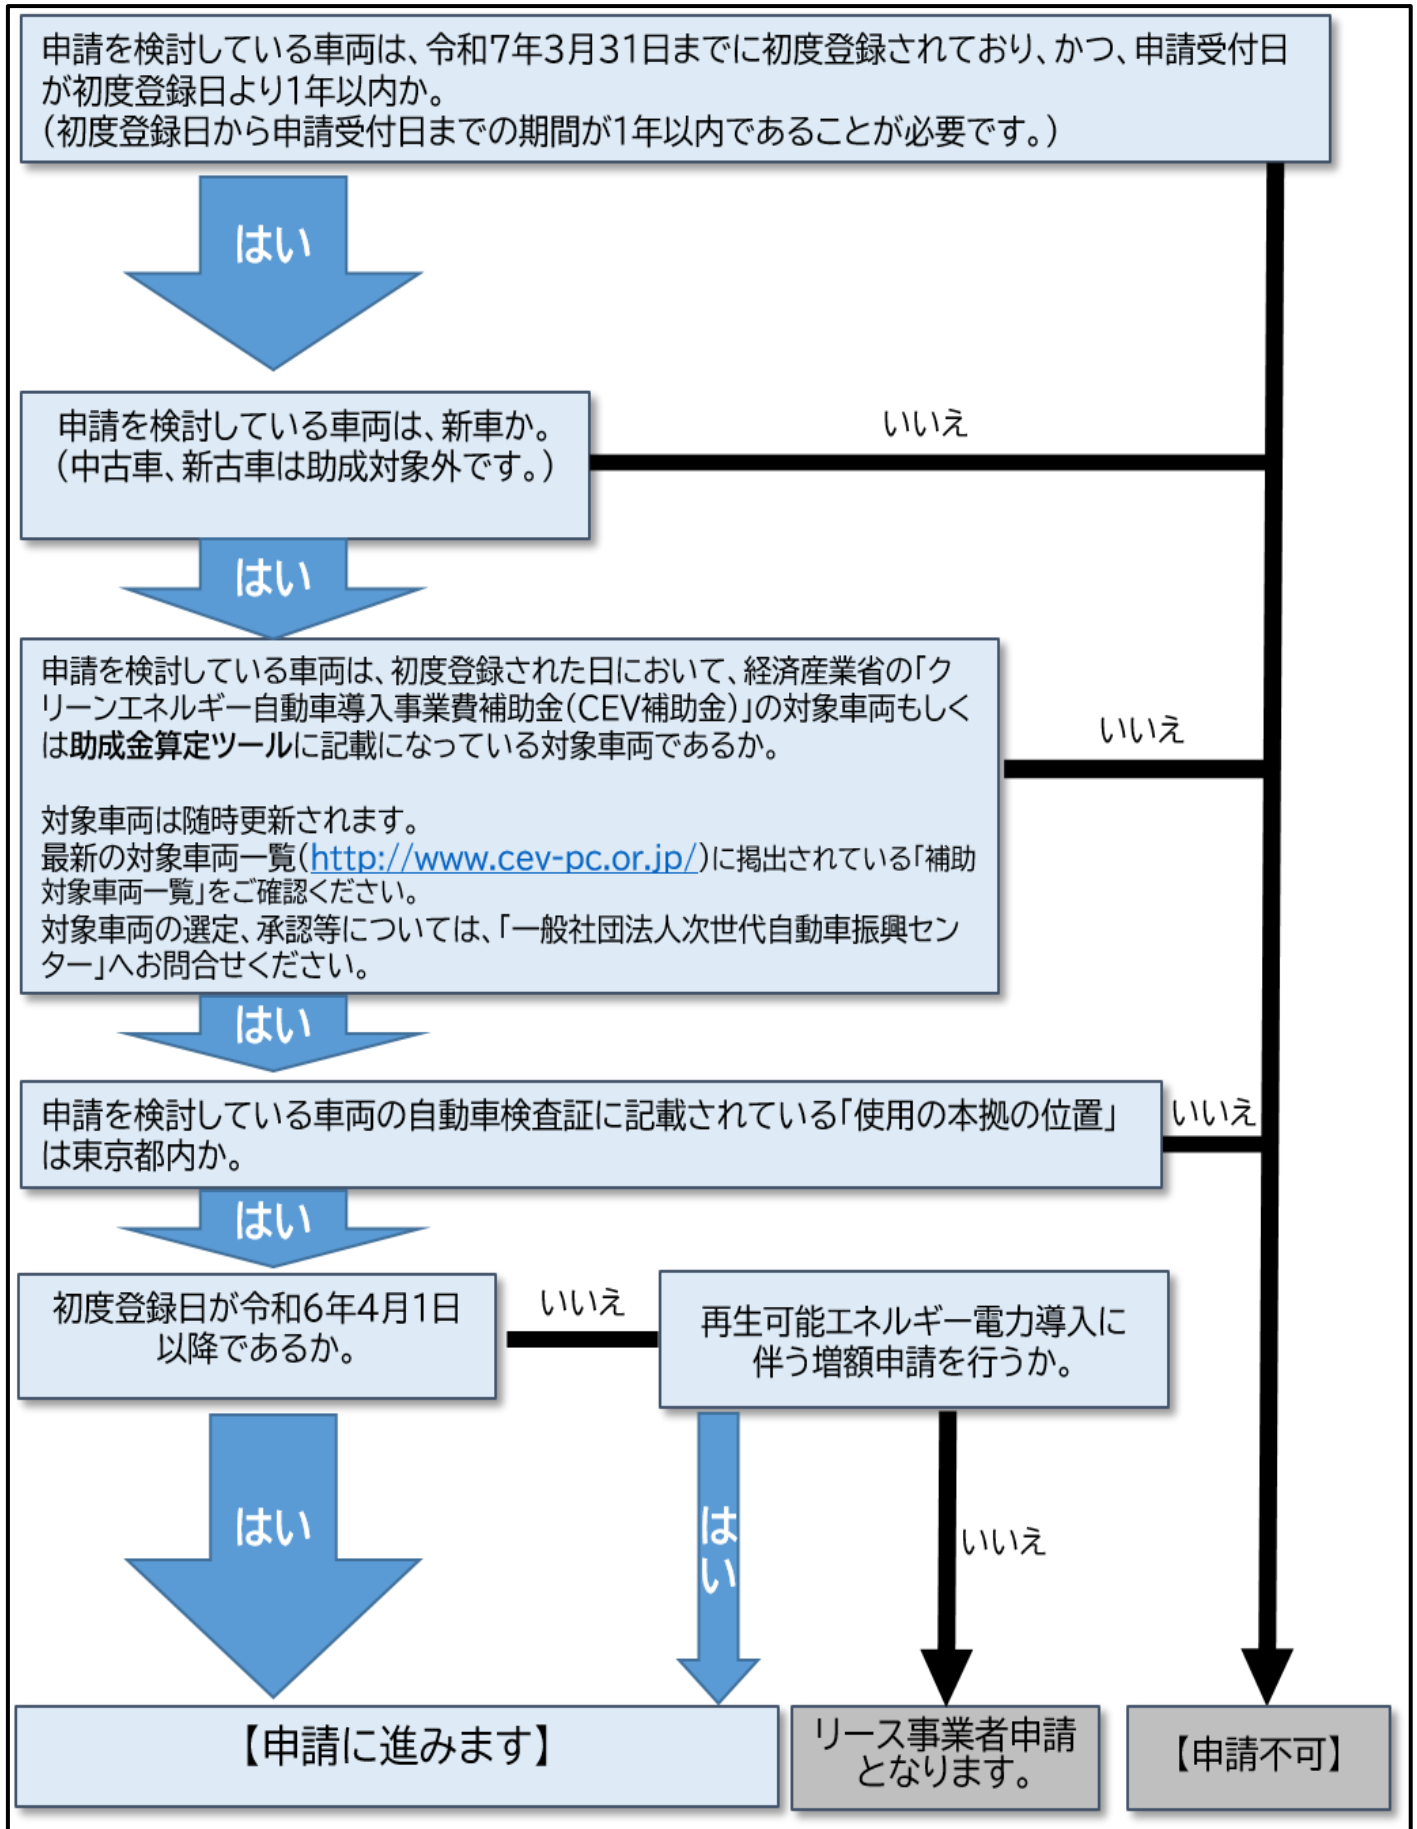 申請を検討している車両は、令和7年3月31日までに初度登録されており、かつ、申請受付日
が初度登録日より1年以内か。
（初度登録日から申請受付日までの期間が1年以内であることが必要です。）
はい
申請を検討している車両は、新車か。
（中古車、新古車は助成対象外です。）
いいえ
はい
申請を検討している車両は、初度登録された日において、経済産業省の「ク
リーンエネルギー自動車導入事業費補助金（CEV補助金）」の対象車両もしく
は助成金算定ツールに記載になっている対象車両であるか。
対象車両は随時更新されます。
最新の対象車両一覧（http://www.cev-pc.or.jp/）に掲出されている「補助
対象車両一覧」をご確認ください。
対象車両の選定、承認等については、「一般社団法人次世代自動車振興セン
ター」へお問合せください。
いいえ
はい
申請を検討している車両の自動車検査証に記載されている「使用の本拠の位置」
は東京都内か。
いいえ
はい
初度登録日が令和6年4月1日
以降であるか。
いいえ
再生可能エネルギー電力導入に
伴う増額申請を行うか。
はい
はい
いいえ
【申請に進みます】
リース事業者申請
となります。
【申請不可】